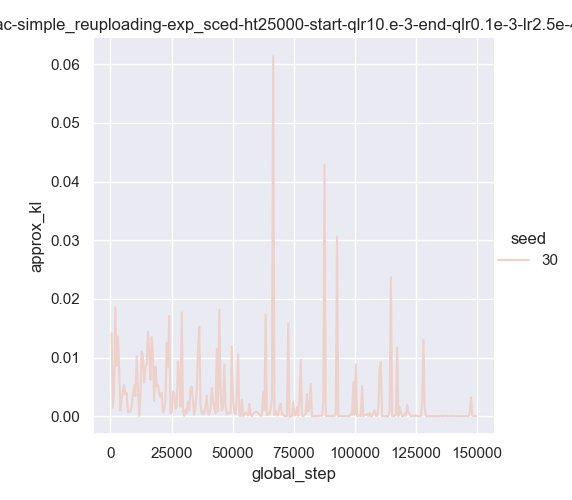 ac-simple_reuploading-exp_sced-ht25000-start-qlr10.e-3-end-qlr0.1e-3-lr2.5e-4
0.06
0.05
0.04
0.03
0.02
0.01
0.00
approx_kl
0 25000 50000 75000 100000 125000 150000
global_step
seed
30